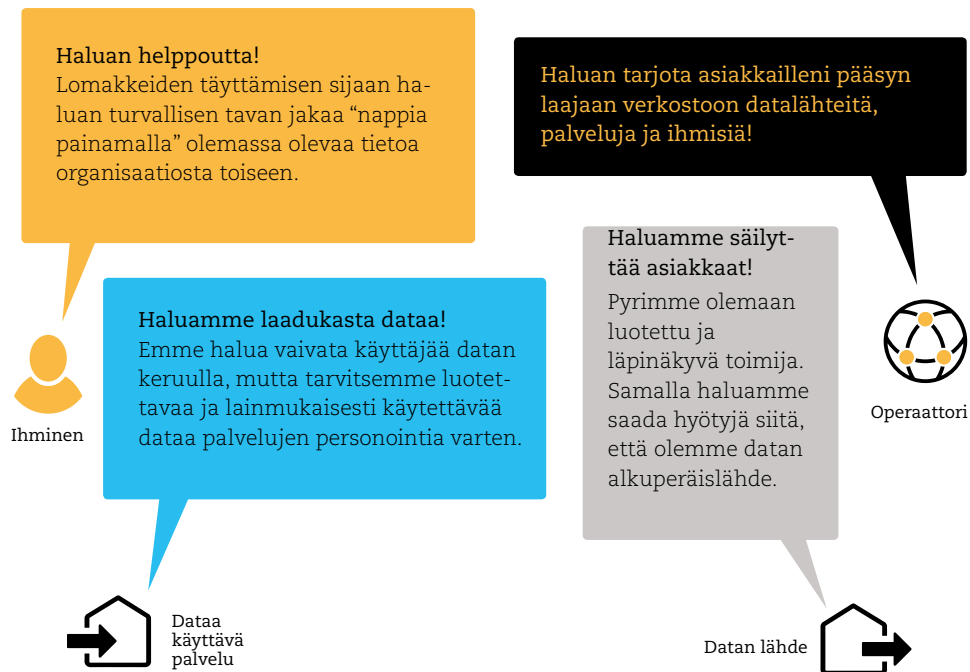 Haluan helppoutta!
Lomakkeiden täyttämisen sijaan ha-
luan turvallisen tavan jakaa “nappia
painamalla” olemassa olevaa tietoa
organisaatiosta toiseen.
Ihminen
Haluan tarjota asiakkailleni pääsyn
laajaan verkostoon datalähteitä,
palveluja ja ihmisiä!
Operaattori
Haluamme laadukasta dataa!
Emme halua vaivata käyttäjää datan
keruulla, mutta tarvitsemme luotet-
tavaa ja lainmukaisesti käytettävää
dataa palvelujen personointia varten.
Dataa
käyttävä
palvelu
Haluamme säilyt-
tää asiakkaat!
Pyrimme olemaan
luotettu ja
läpinäkyvä toimija.
Samalla haluamme
saada hyötyjä siitä,
että olemme datan
alkuperäislähde.
Datan lähde